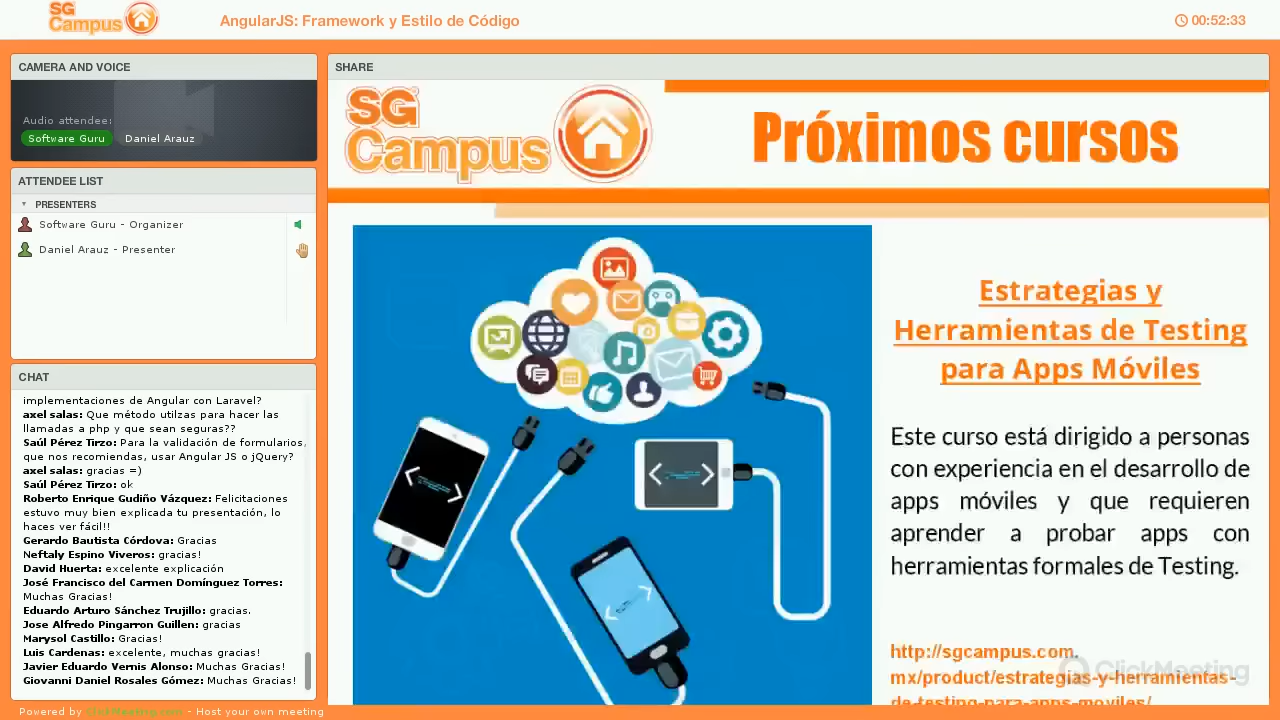 SG
Campus
AngularJS: Framework y Estilo de Código
00:52:33
CAMERA AND VOICE
Audio attendee:
Software Guru
Daniel Arauz
ATTENDEE LIST
PRESENTERS
Software Guru - Organizer
Daniel Arauz - Presenter
CHAT
implementaciones de Angular con Laravel?
axel salas: Que método utilzas para hacer las
llamadas a php y que sean seguras??
Saúl Pérez Tirzo: Para la validación de formularios,
que nos recomiendas, usar Angular JS o jQuery?
axel salas: gracias =)
Saúl Pérez Tirzo: ok
Roberto Enrique Gudiño Vázquez: Felicitaciones
estuvo muy bien explicada tu presentación, lo
haces ver fácil!!
Gerardo Bautista Córdova: Gracias
Neftaly Espino Viveros: gracias!
David Huerta: excelente explicación
José Francisco del Carmen Domínguez Torres:
Muchas Gracias!
Eduardo Arturo Sánchez Trujillo: gracias.
Jose Alfredo Pingarron Guillen: gracias
Marysol Castillo: Gracias!
Luis Cardenas: excelente, muchas gracias!
Javier Eduardo Vernis Alonso: Muchas Gracias!
Giovanni Daniel Rosales Gómez: Muchas Gracias!
Powered by ClickMeeting.com - Host your own meeting
SHARE
SG
Campus
Próximos cursos
Estrategias y
Herramientas de Testing
para Apps Móviles
Este curso está dirigido a personas
con experiencia en el desarrollo de
apps móviles y que requieren
aprender a probar apps con
herramientas formales de Testing.
http://sgcampus.com.
mx/product/estrategias-y-herramientas-
de-testing-para-apps-moviles/
ClickMeeting